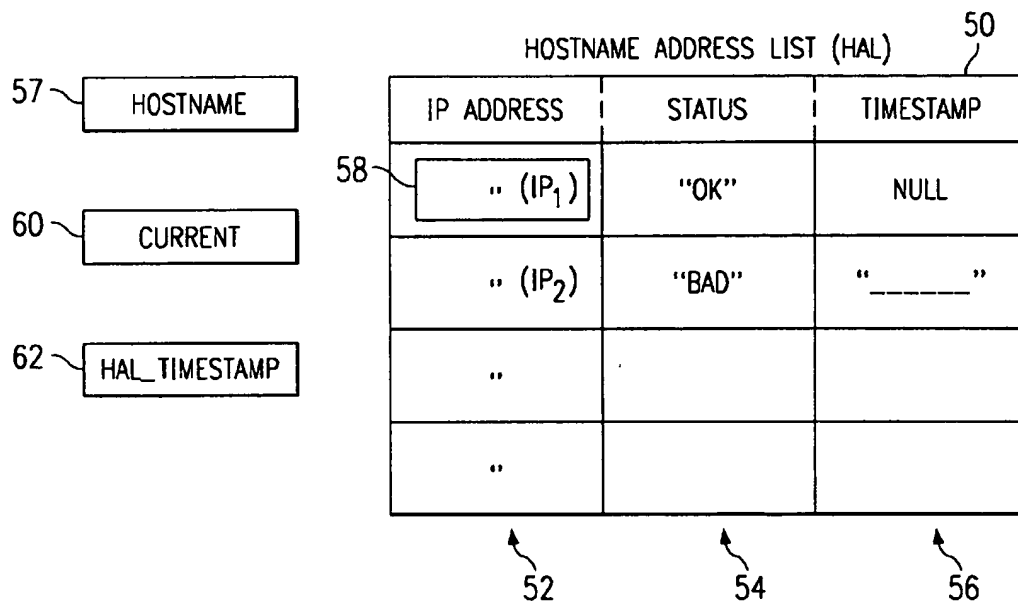 HOSTNAME ADDRESS LIST (HAL)
50
57
HOSTNAME
IP ADDRESS
STATUS
TIMESTAMP
58
" (IP₁)
"OK"
NULL
60
CURRENT
" (IP₂)
"BAD"
"______"
62
HAL_TIMESTAMP
"
"
52
54
56